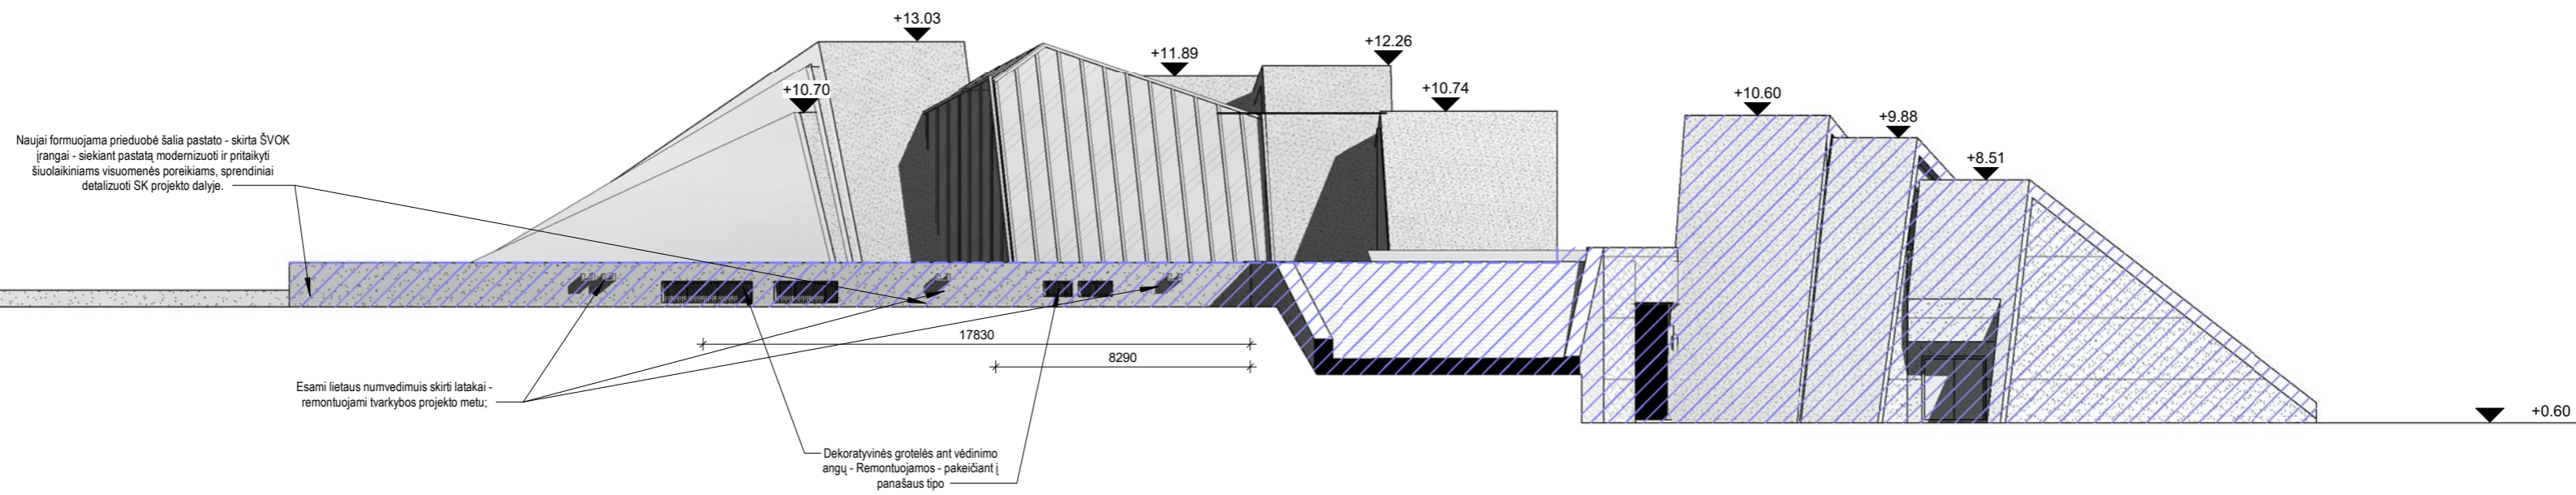 +13.03
+12.26
+11.89
+10.70
+10.74
+10.60
+9.88
+8.51
Naujai formuojama prieduobė šalia pastato - skirta ŠVOK
įrangai - siekiant pastatą modernizuoti ir pritaikyti
šiuolaikiniams visuomenės poreikiams, sprendiniai
detalizuoti SK projekto dalyje.
17830
8290
Esami lietaus numvedimuis skirti latakai -
remontuojami tvarkybos projekto metu;
+0.60
Dekoratyvinės grotelės ant vėdinimo
angų - Remontuojamos - pakeičiant į
panašaus tipo